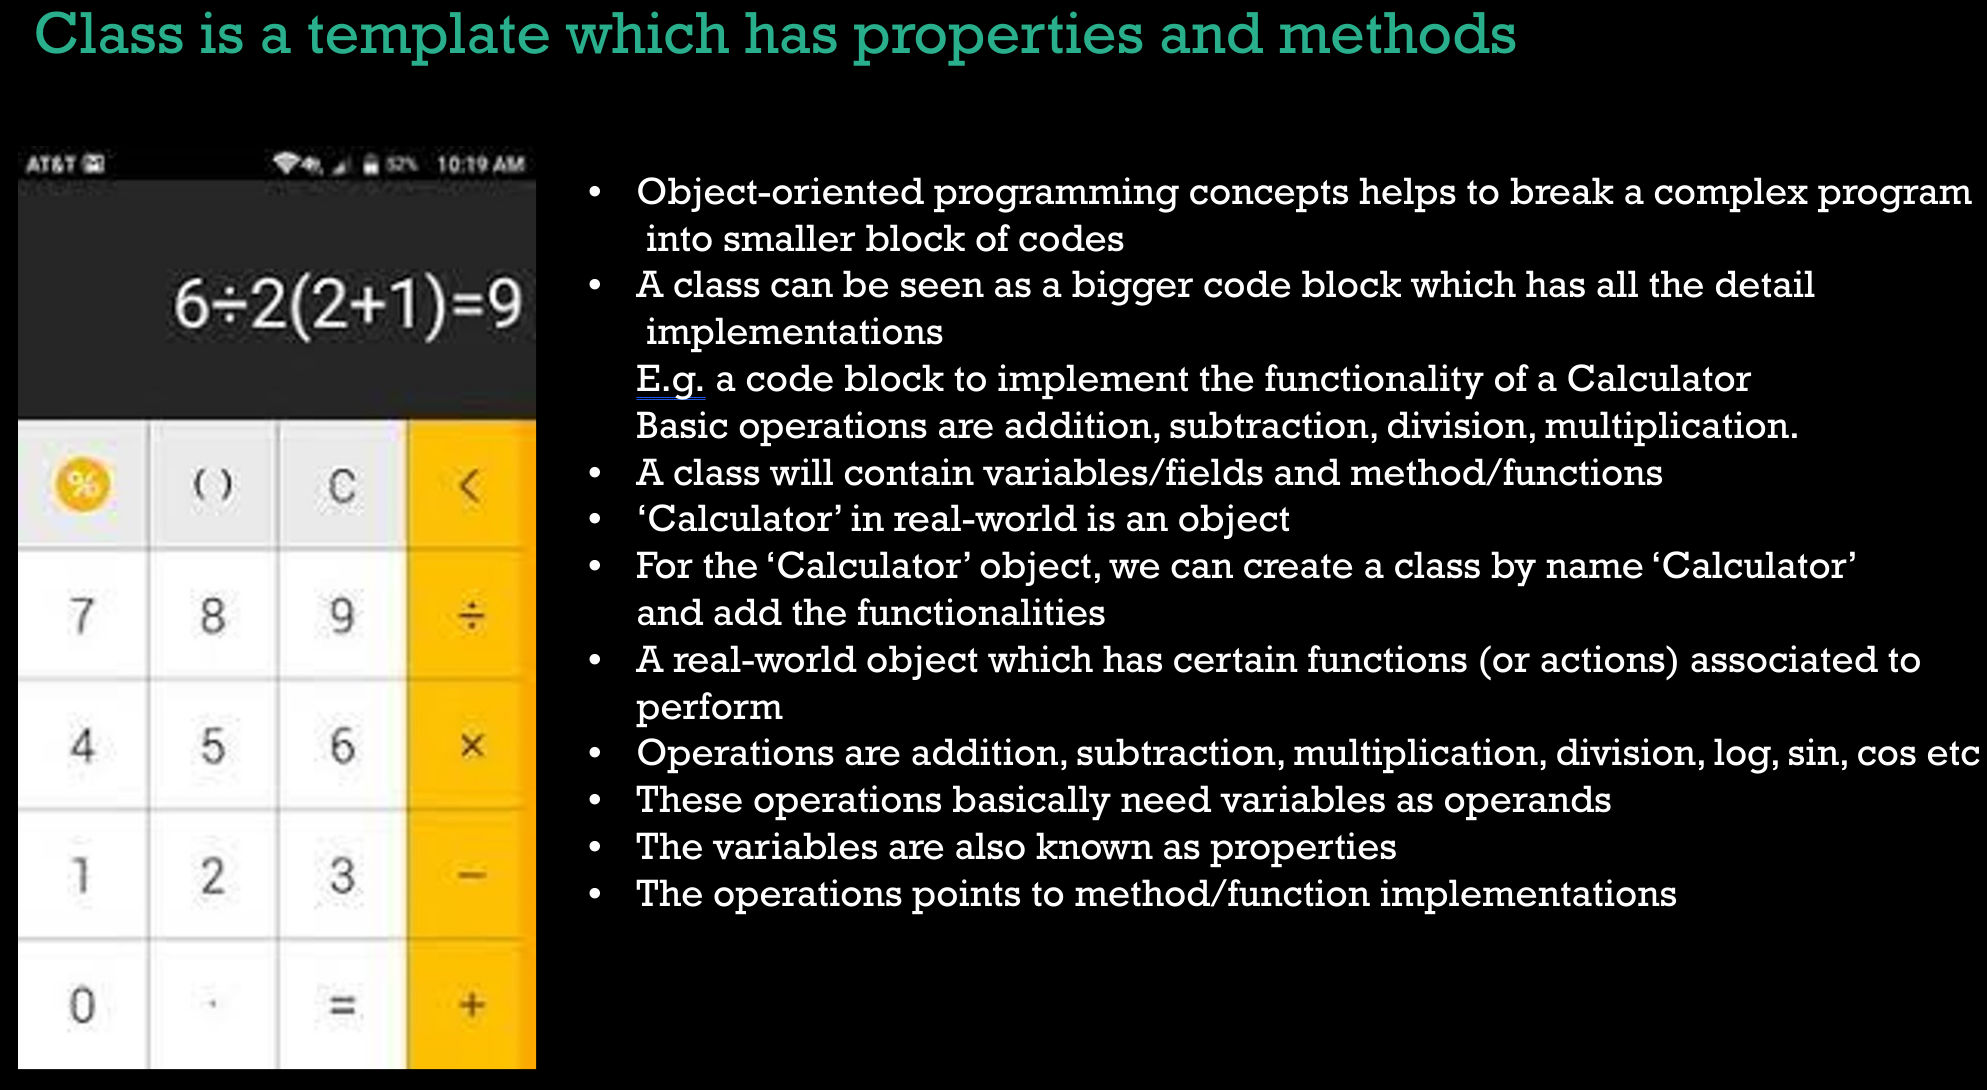 Class is a template which has properties and methods
AT&T 52% 10:19 AM
6÷2(2+1)=9
% ( ) C <
7 8 9 ÷
4 5 6 ×
1 2 3 −
0 . = +
• Object-oriented programming concepts helps to break a complex program
into smaller block of codes
• A class can be seen as a bigger code block which has all the detail
implementations
E.g. a code block to implement the functionality of a Calculator
Basic operations are addition, subtraction, division, multiplication.
• A class will contain variables/fields and method/functions
• ‘Calculator’ in real-world is an object
• For the ‘Calculator’ object, we can create a class by name ‘Calculator’
and add the functionalities
• A real-world object which has certain functions (or actions) associated to
perform
• Operations are addition, subtraction, multiplication, division, log, sin, cos etc
• These operations basically need variables as operands
• The variables are also known as properties
• The operations points to method/function implementations